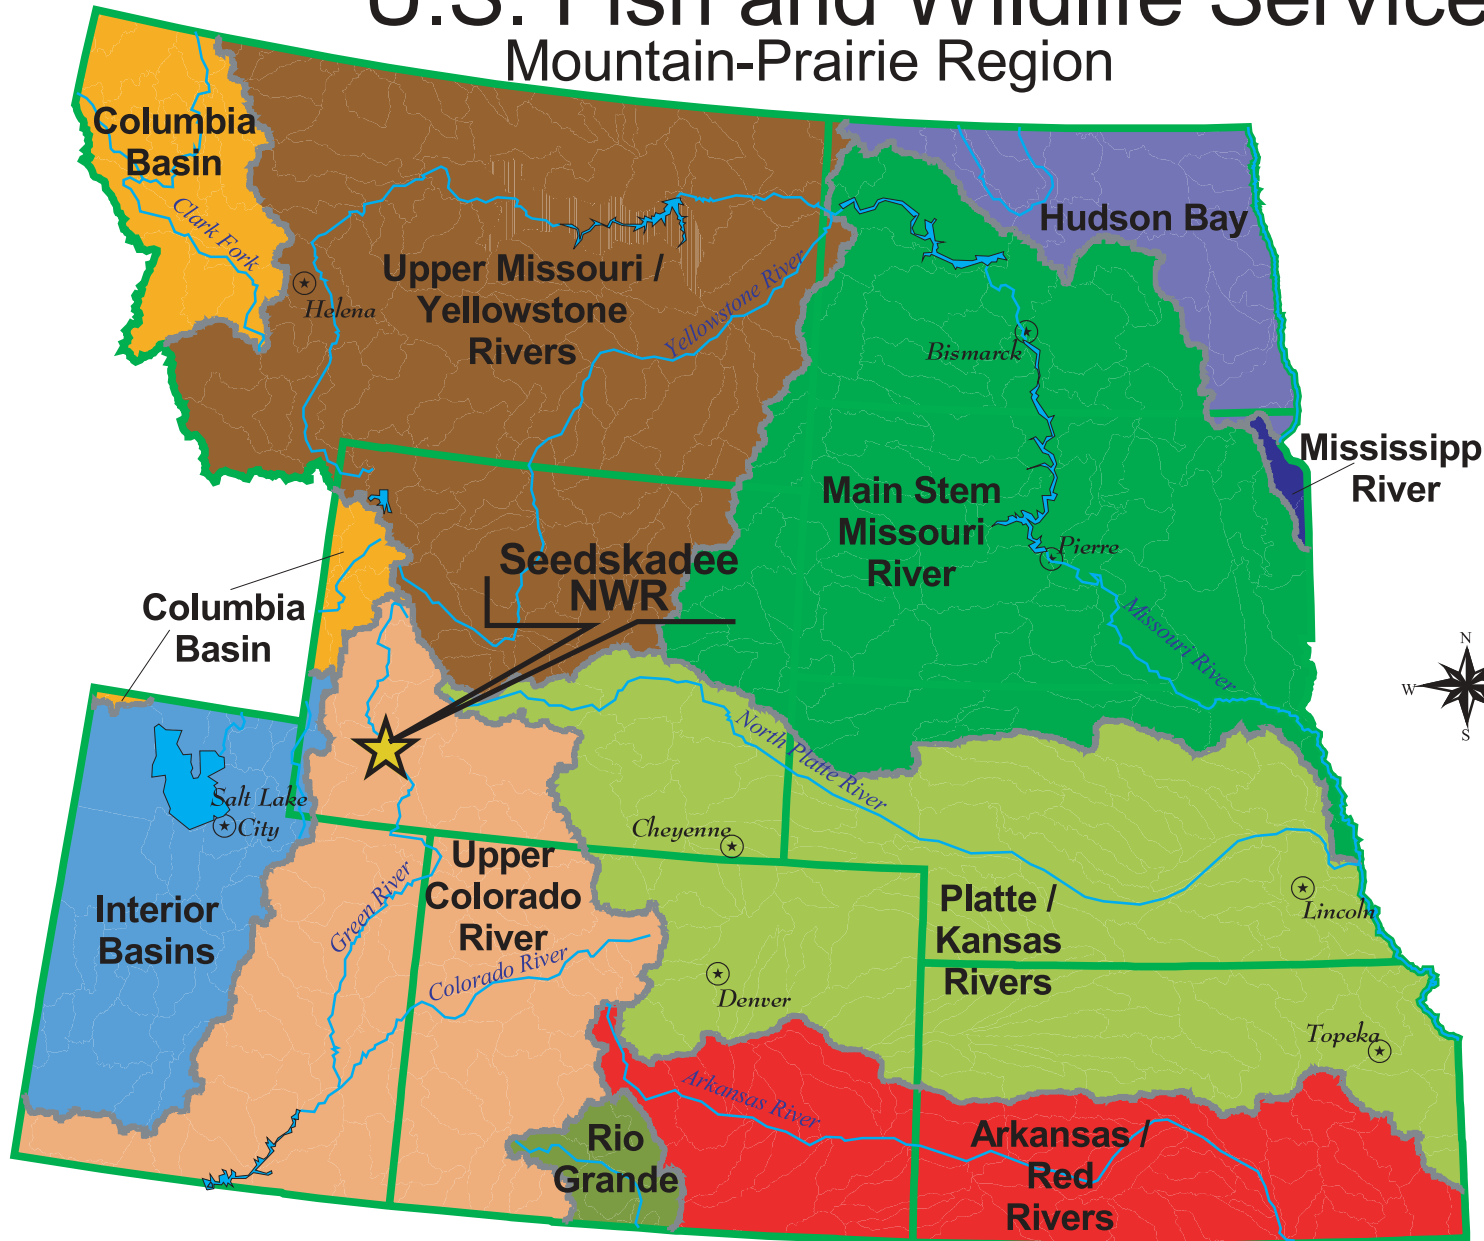 U.S. Fish and Wildlife Service
Mountain-Prairie Region
Columbia
Basin
Clark Fork
Helena
Upper Missouri /
Yellowstone
Rivers
Yellowstone River
Hudson Bay
Bismarck
Main Stem
Missouri
River
Mississipp
River
Pierre
Missouri River
Seedskadee
NWR
Columbia
Basin
N
W
S
North Platte River
Salt Lake
City
Cheyenne
Interior
Basins
Green River
Upper
Colorado
River
Colorado River
Platte /
Kansas
Rivers
Lincoln
Denver
Topeka
Arkansas River
Rio
Grande
Arkansas /
Red
Rivers